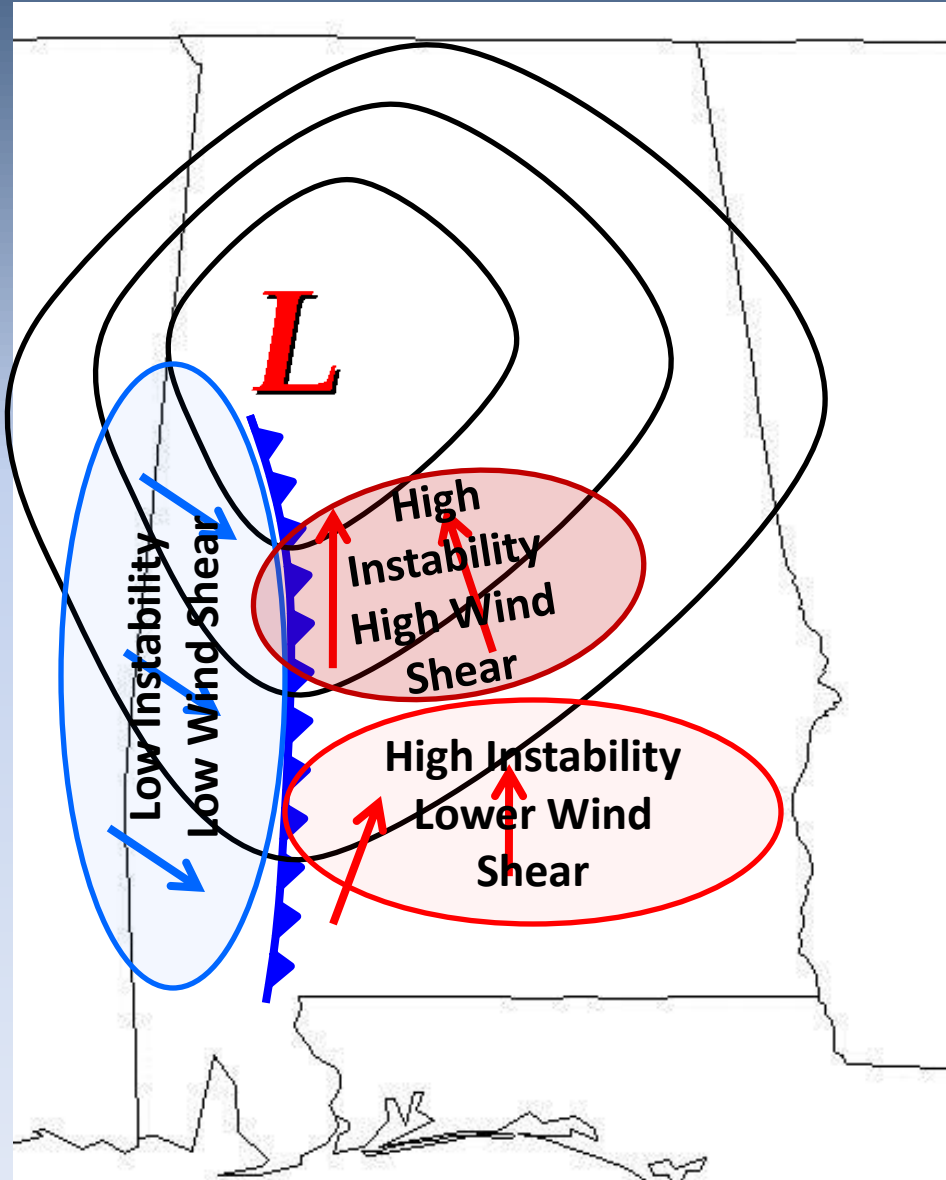 L
High
Instability
High Wind
Shear
Low Instability
Low Wind Shear
High Instability
Lower Wind
Shear